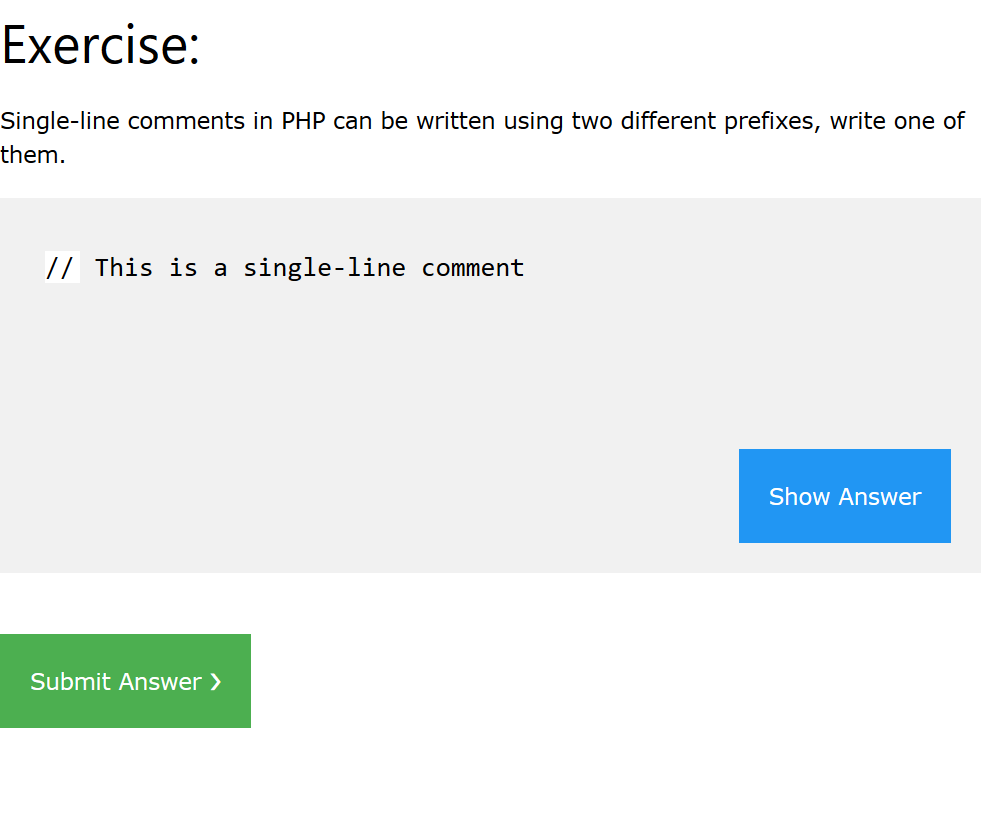 Exercise:
Single-line comments in PHP can be written using two different prefixes, write one of
them.
// This is a single-line comment
Show Answer
Submit Answer ❯